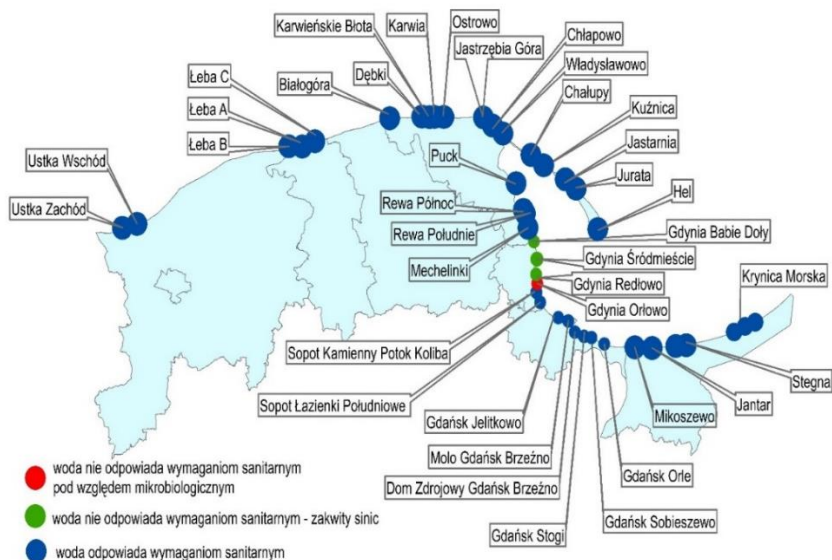 Karwieńskie Błota
Karwia
Ostrowo
Jastrzębia Góra
Chłapowo
Władysławowo
Chałupy
Dębki
Białogóra
Łeba C
Łeba A
Łeba B
Kuźnica
Jastarnia
Jurata
Hel
Puck
Ustka Wschód
Ustka Zachód
Rewa Północ
Rewa Południe
Mechelinki
Gdynia Babie Doły
Gdynia Śródmieście
Gdynia Redłowo
Gdynia Orłowo
Krynica Morska
Sopot Kamienny Potok Koliba
Sopot Łazienki Południowe
Stegna
Jantar
Mikoszewo
Gdańsk Jelitkowo
Molo Gdańsk Brzeźno
Dom Zdrojowy Gdańsk Brzeźno
Gdańsk Orle
Gdańsk Stogi
Gdańsk Sobieszewo
woda nie odpowiada wymaganiom sanitarnym
pod względem mikrobiologicznym
woda nie odpowiada wymaganiom sanitarnym - zakwity sinic
woda odpowiada wymaganiom sanitarnym